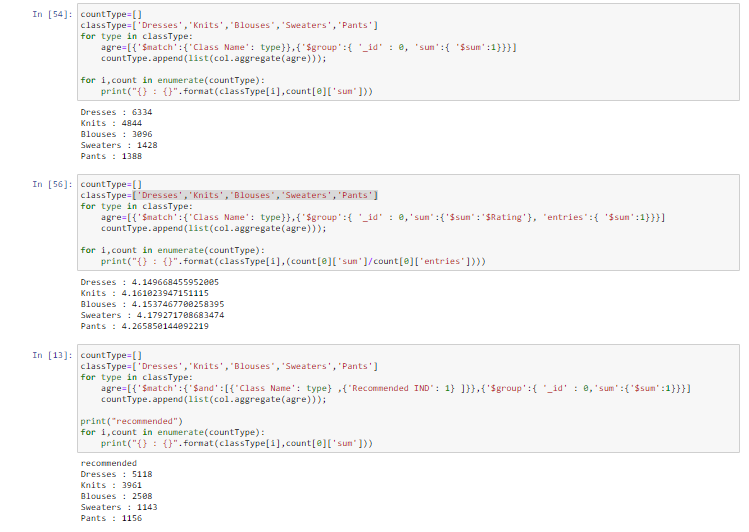 In [54]: countType=[]
classType=['Dresses','Knits','Blouses','Sweaters','Pants']
for type in classType:
agre=[{'$match':{'Class Name': type}},{'$group':{ '_id' : 0, 'sum':{ '$sum':1}}}]
countType.append(list(col.aggregate(agre)));
for i,count in enumerate(countType):
print("{} : {}".format(classType[i],count[0]['sum']))
Dresses : 6334
Knits : 4844
Blouses : 3096
Sweaters : 1428
Pants : 1388
In [56]: countType=[]
classType=['Dresses','Knits','Blouses','Sweaters','Pants']
for type in classType:
agre=[{'$match':{'Class Name': type}},{'$group':{ '_id' : 0,'sum':{'$sum':'$Rating'}, 'entries':{ '$sum':1}}}]
countType.append(list(col.aggregate(agre)));
for i,count in enumerate(countType):
print("{} : {}".format(classType[i],(count[0]['sum']/count[0]['entries'])))
Dresses : 4.149668455952005
Knits : 4.161023947151115
Blouses : 4.1537467700258395
Sweaters : 4.179271708683474
Pants : 4.265850144092219
In [13]: countType=[]
classType=['Dresses','Knits','Blouses','Sweaters','Pants']
for type in classType:
agre=[{'$match':{'$and':[{'Class Name': type} ,{'Recommended IND': 1} ]}},{'$group':{ '_id' : 0,'sum':{'$sum':1}}}]
countType.append(list(col.aggregate(agre)));
print("recommended")
for i,count in enumerate(countType):
print("{} : {}".format(classType[i],count[0]['sum']))
recommended
Dresses : 5118
Knits : 3961
Blouses : 2508
Sweaters : 1143
Pants : 1156